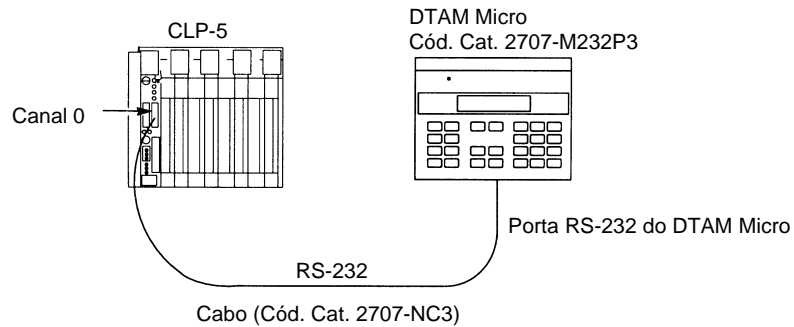 DTAM Micro
Cód. Cat. 2707-M232P3
CLP-5
Canal 0
Porta RS-232 do DTAM Micro
RS-232
Cabo (Cód. Cat. 2707-NC3)